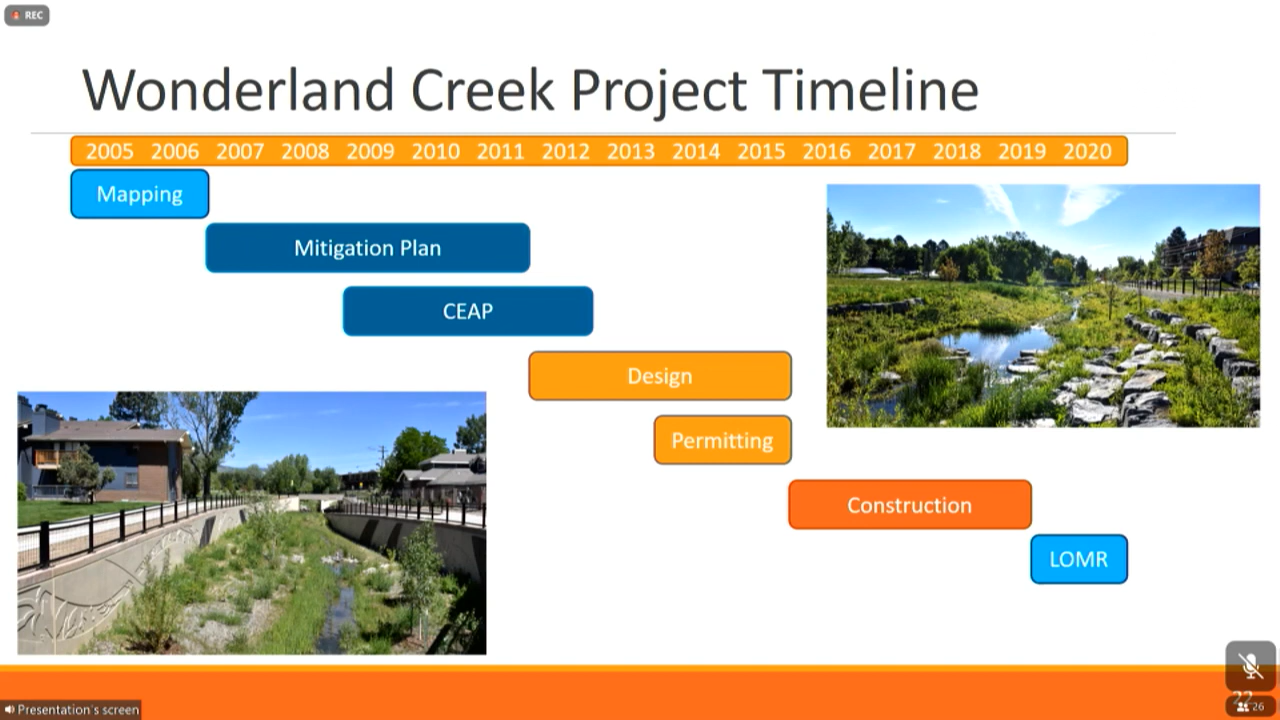 REC
Wonderland Creek Project Timeline
2005 2006 2007 2008 2009 2010 2011 2012 2013 2014 2015 2016 2017 2018 2019 2020
Mapping
Mitigation Plan
CEAP
Design
Permitting
Construction
LOMR
22
Presentation's screen
26